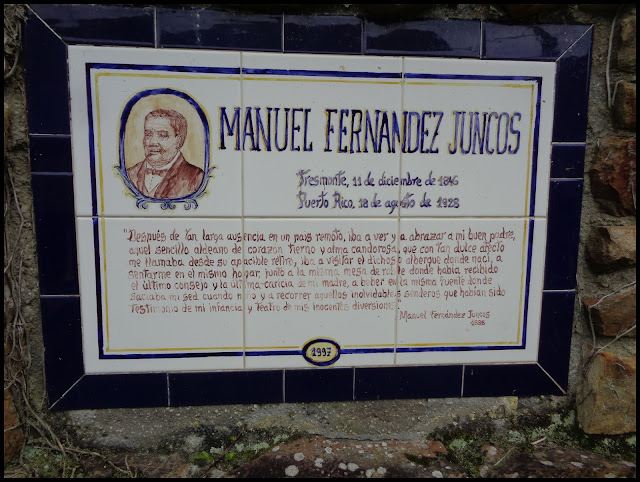 MANUEL FERNANDEZ JUNCOS
Tresmonte, 11 de diciembre de 1846
Puerto Rico, 18 de agosto de 1928
"Después de tan larga ausencia en un país remoto, iba a ver y a abrazar a mi buen padre,
aquel sencillo aldeano de corazón tierno y alma candorosa, que con tan dulce anhelo
me llamaba desde su apacible retiro, iba a visitar el dichoso albergue donde nací, a
sentarme en el mismo hogar, junto a la misma mesa de roble donde había recibido
el último consejo y la última caricia de mi madre, a beber en la misma fuente donde
saciaba mi sed cuando niño y a recorrer aquellos inolvidables senderos que habían sido
testimonio de mi infancia y teatro de mis inocentes diversiones"
Manuel Fernández Juncos
1997